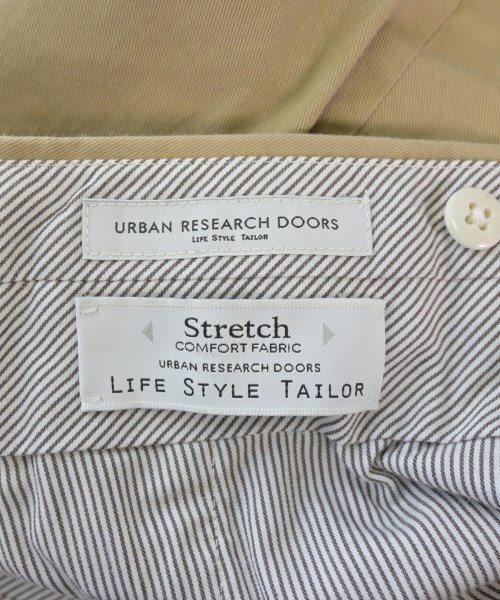 URBAN RESEARCH DOORS
LIFE STYLE TAILOR
Stretch
COMFORT FABRIC
URBAN RESEARCH DOORS
LIFE STYLE TAILOR